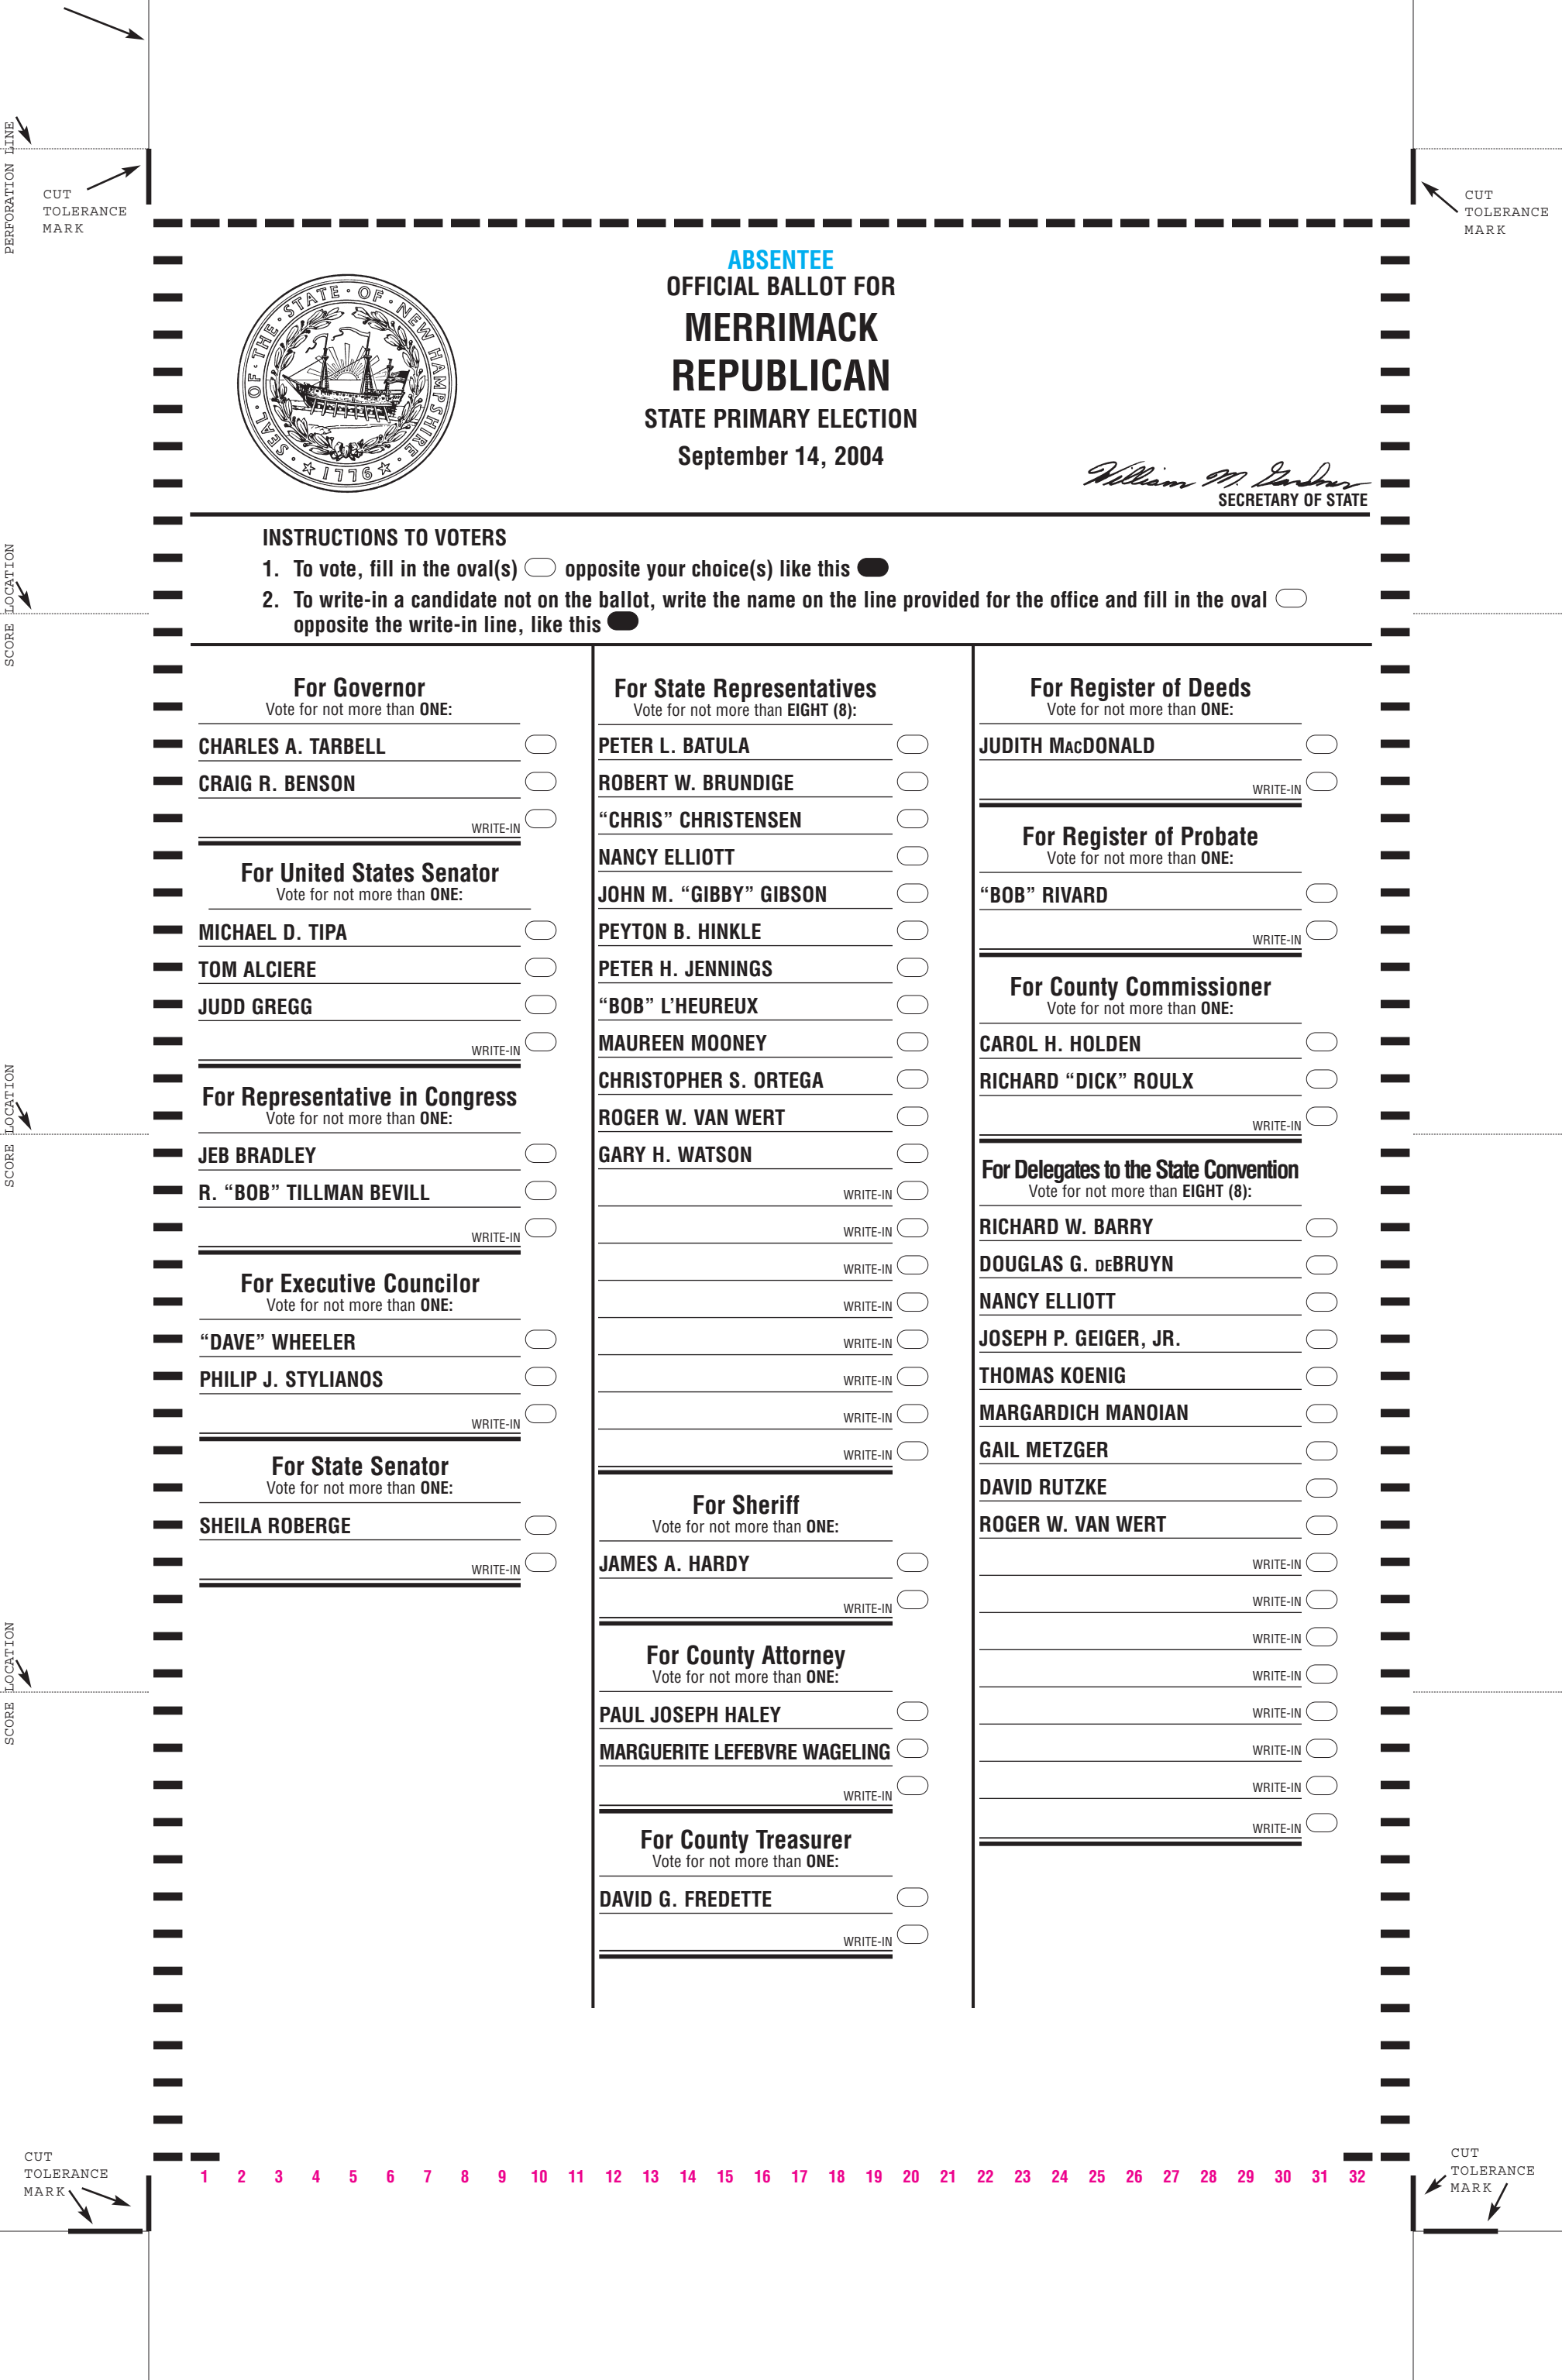 PERFORATION LINE
CUT
TOLERANCE
MARK
CUT
TOLERANCE
MARK
SEAL · OF · THE · STATE · OF · NEW HAMPSHIRE ·
1776
ABSENTEE
OFFICIAL BALLOT FOR
MERRIMACK
REPUBLICAN
STATE PRIMARY ELECTION
September 14, 2004
William M. Gardner
SECRETARY OF STATE
INSTRUCTIONS TO VOTERS
1. To vote, fill in the oval(s) opposite your choice(s) like this
2. To write-in a candidate not on the ballot, write the name on the line provided for the office and fill in the oval
opposite the write-in line, like this
SCORE LOCATION
SCORE LOCATION
SCORE LOCATION
For Governor
Vote for not more than ONE:
CHARLES A. TARBELL
CRAIG R. BENSON
WRITE-IN
For United States Senator
Vote for not more than ONE:
MICHAEL D. TIPA
TOM ALCIERE
JUDD GREGG
WRITE-IN
For Representative in Congress
Vote for not more than ONE:
JEB BRADLEY
R. “BOB” TILLMAN BEVILL
WRITE-IN
For Executive Councilor
Vote for not more than ONE:
“DAVE” WHEELER
PHILIP J. STYLIANOS
WRITE-IN
For State Senator
Vote for not more than ONE:
SHEILA ROBERGE
WRITE-IN
For State Representatives
Vote for not more than EIGHT (8):
PETER L. BATULA
ROBERT W. BRUNDIGE
“CHRIS” CHRISTENSEN
NANCY ELLIOTT
JOHN M. “GIBBY” GIBSON
PEYTON B. HINKLE
PETER H. JENNINGS
“BOB” L’HEUREUX
MAUREEN MOONEY
CHRISTOPHER S. ORTEGA
ROGER W. VAN WERT
GARY H. WATSON
WRITE-IN
WRITE-IN
WRITE-IN
WRITE-IN
WRITE-IN
WRITE-IN
WRITE-IN
WRITE-IN
For Sheriff
Vote for not more than ONE:
JAMES A. HARDY
WRITE-IN
For County Attorney
Vote for not more than ONE:
PAUL JOSEPH HALEY
MARGUERITE LEFEBVRE WAGELING
WRITE-IN
For County Treasurer
Vote for not more than ONE:
DAVID G. FREDETTE
WRITE-IN
For Register of Deeds
Vote for not more than ONE:
JUDITH MacDONALD
WRITE-IN
For Register of Probate
Vote for not more than ONE:
“BOB” RIVARD
WRITE-IN
For County Commissioner
Vote for not more than ONE:
CAROL H. HOLDEN
RICHARD “DICK” ROULX
WRITE-IN
For Delegates to the State Convention
Vote for not more than EIGHT (8):
RICHARD W. BARRY
DOUGLAS G. deBRUYN
NANCY ELLIOTT
JOSEPH P. GEIGER, JR.
THOMAS KOENIG
MARGARDICH MANOIAN
GAIL METZGER
DAVID RUTZKE
ROGER W. VAN WERT
WRITE-IN
WRITE-IN
WRITE-IN
WRITE-IN
WRITE-IN
WRITE-IN
WRITE-IN
WRITE-IN
CUT
TOLERANCE
MARK
1 2 3 4 5 6 7 8 9 10 11 12 13 14 15 16 17 18 19 20 21 22 23 24 25 26 27 28 29 30 31 32
CUT
TOLERANCE
MARK